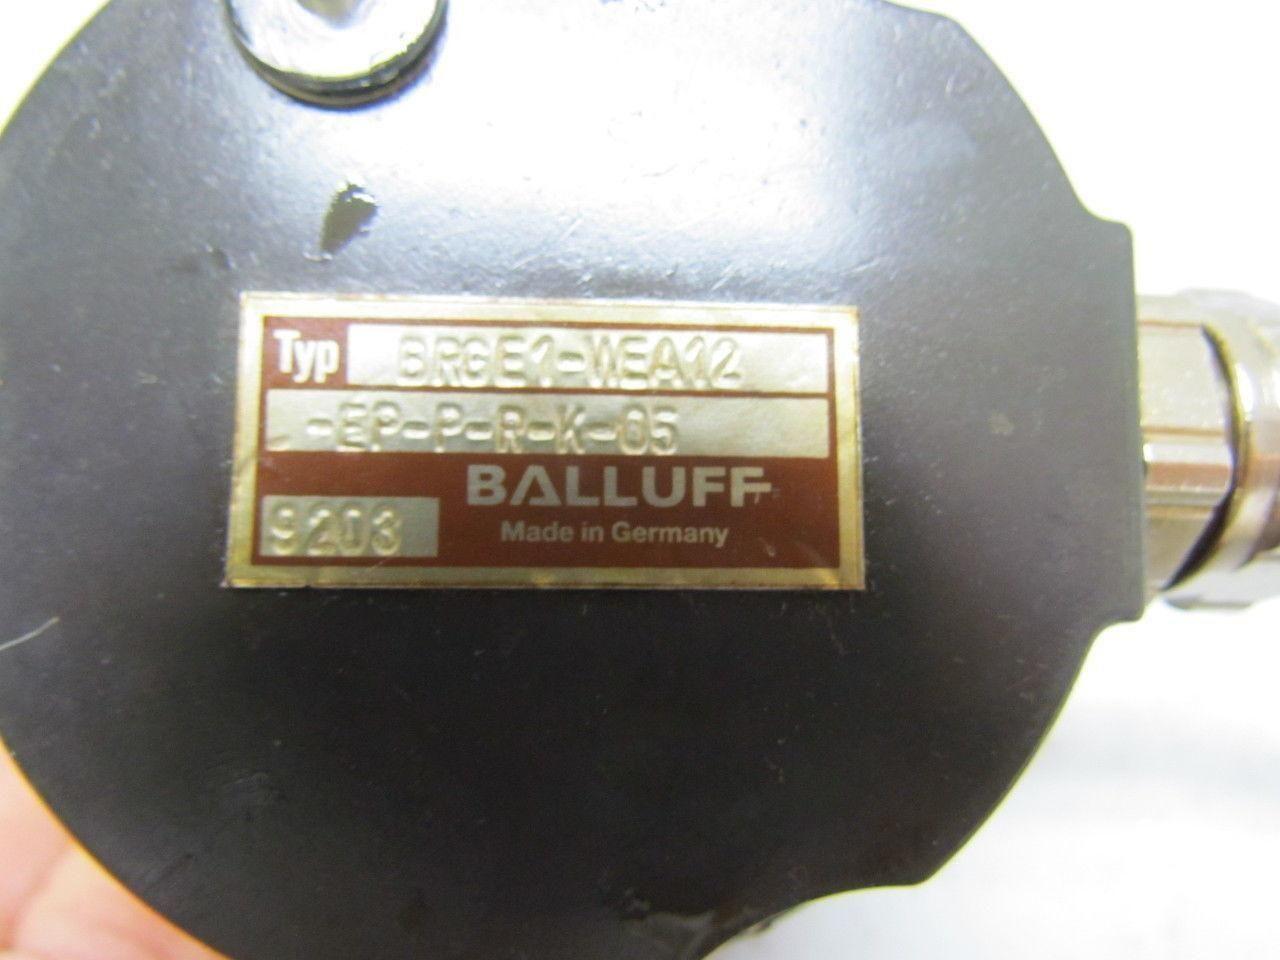 Typ BRGE1-WEA12
-EP-P-R-K-05
BALLUFF
9203 Made in Germany